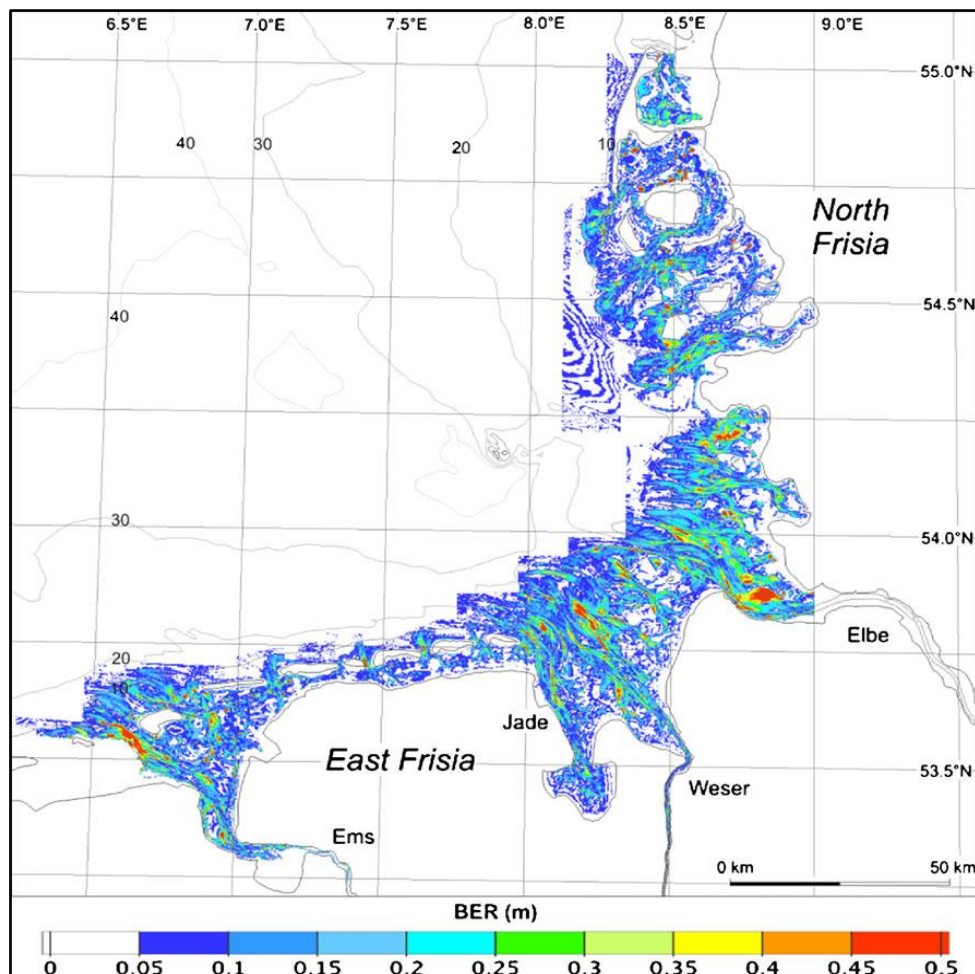 6.5°E 7.0°E 7.5°E 8.0°E 8.5°E 9.0°E
55.0°N
40 30 20 10
North
Frisia
54.5°N
40
54.0°N
30
Elbe
20
10
Jade
East Frisia
53.5°N
Weser
Ems
0 km 50 km
BER (m)
0 0.05 0.1 0.15 0.2 0.25 0.3 0.35 0.4 0.45 0.5